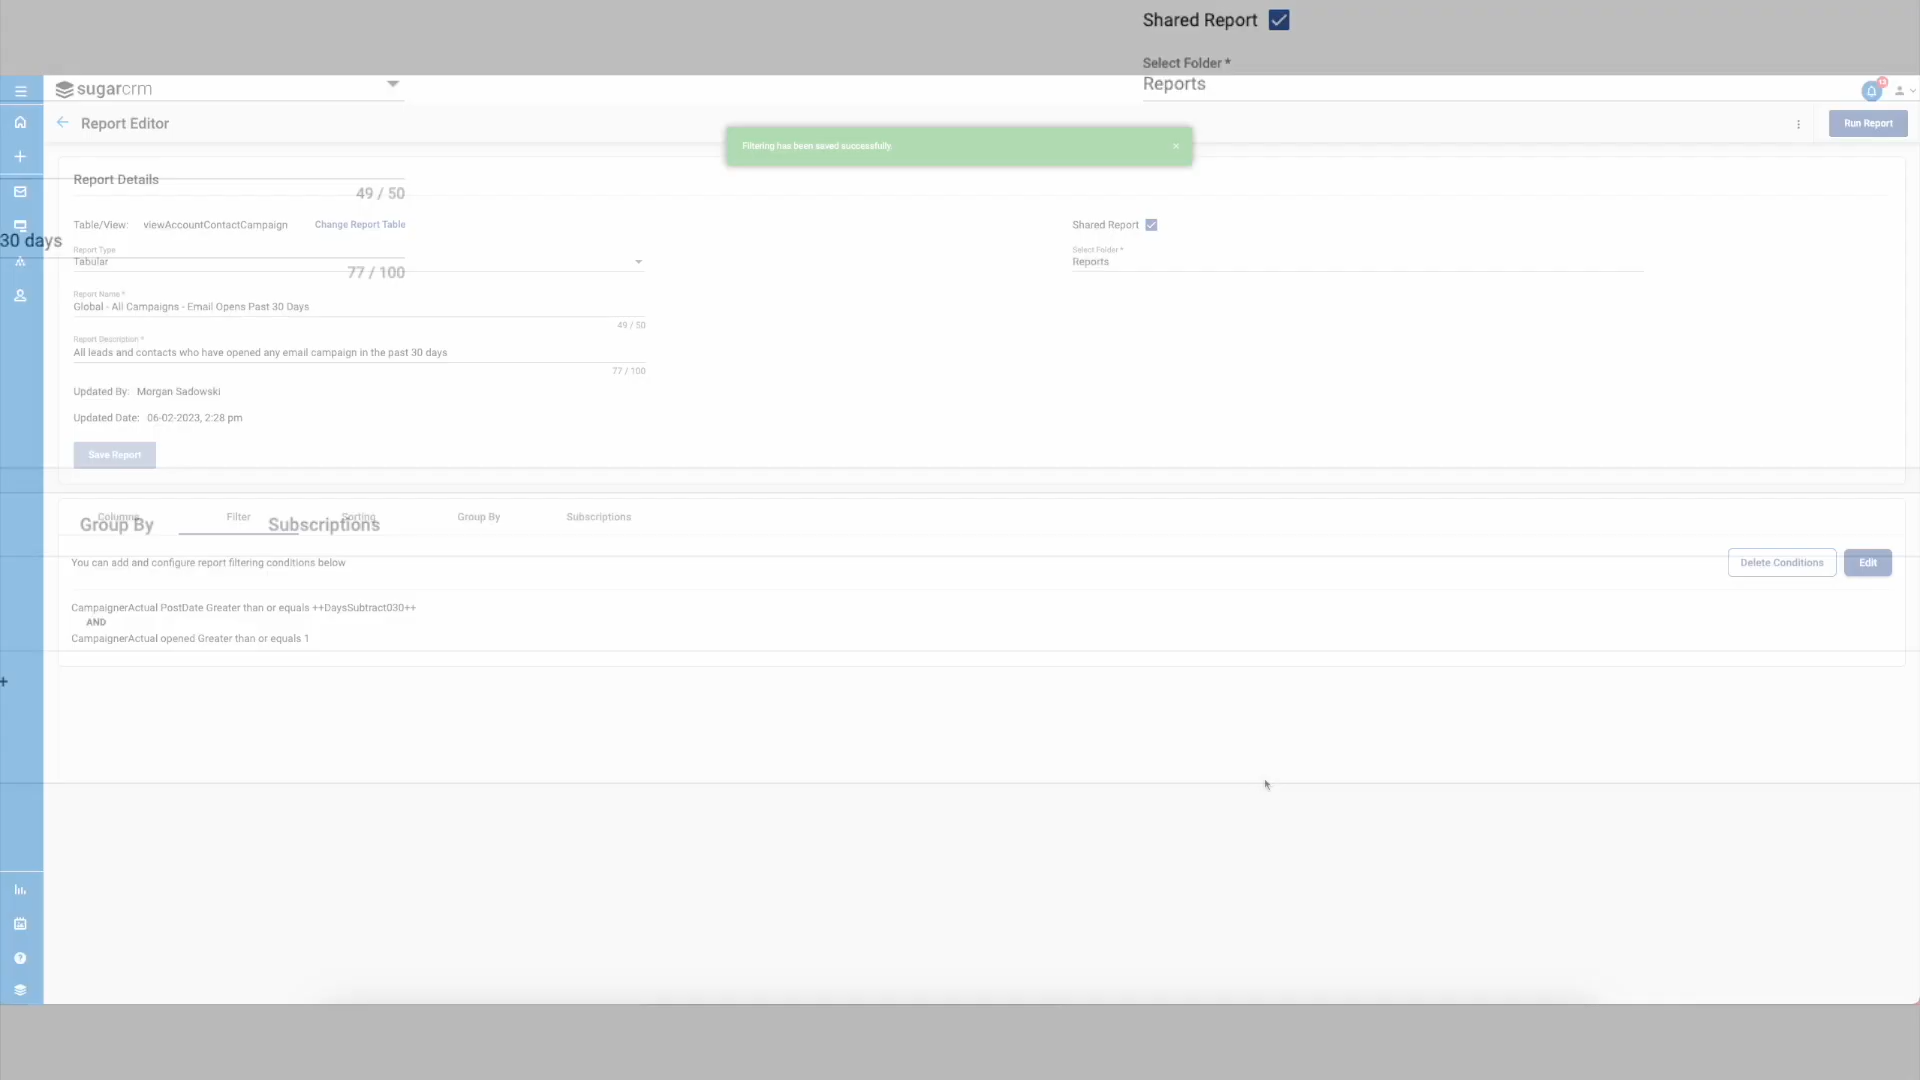 Shared Report
Select Folder *
Reports
sugarcrm
13
Report Editor
Run Report
Filtering has been saved successfully.
Report Details
49 / 50
Table/View: viewAccountContactCampaign Change Report Table
Shared Report
30 days
Report Type
Tabular
Select Folder *
Reports
77 / 100
Report Name *
Global - All Campaigns - Email Opens Past 30 Days
49 / 50
Report Description *
All leads and contacts who have opened any email campaign in the past 30 days
77 / 100
Updated By: Morgan Sadowski
Updated Date: 06-02-2023, 2:28 pm
Save Report
Columns Filter Sorting Group By Subscriptions
Group By Subscriptions
You can add and configure report filtering conditions below
Delete Conditions Edit
CampaignerActual PostDate Greater than or equals ++DaysSubtract030++
AND
CampaignerActual opened Greater than or equals 1
+